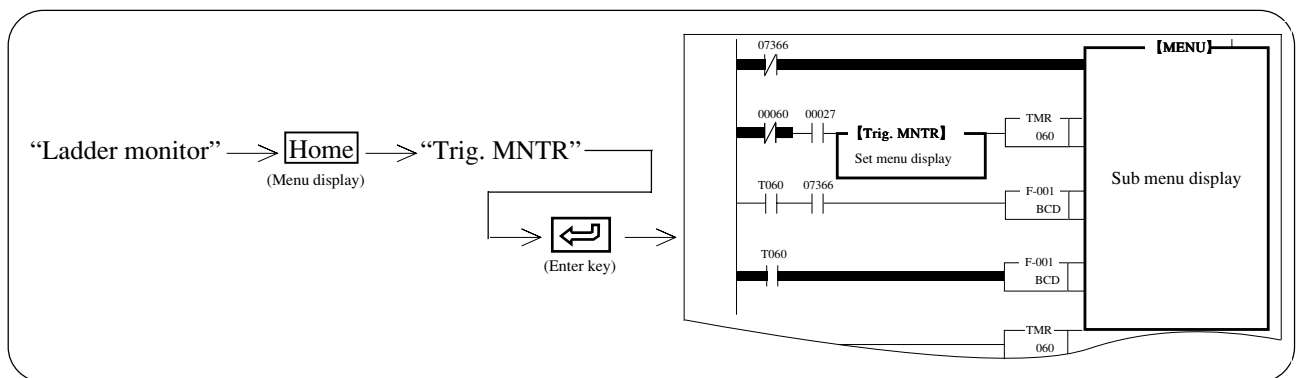 “Ladder monitor”
Home
(Menu display)
“Trig. MNTR”
(Enter key)
07366
【MENU】
00060 00027
【Trig. MNTR】
Set menu display
TMR
060
Sub menu display
T060 07366
F-001
BCD
T060
F-001
BCD
TMR
060